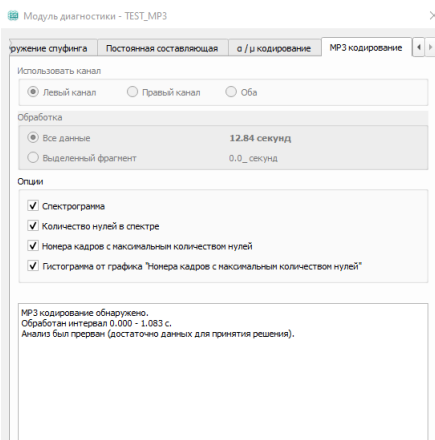 Модуль диагностики - TEST_MP3
ружение спуфинга Постоянная составляющая α / μ кодирование MP3 кодирование
Использовать канал
Левый канал Правый канал Оба
Обработка
Все данные 12.84 секунд
Выделенный фрагмент 0.0_ секунд
Опции
Спектрограмма
Количество нулей в спектре
Номера кадров с максимальным количеством нулей
Гистограмма от графика "Номера кадров с максимальным количеством нулей"
MP3 кодирование обнаружено.
Обработан интервал 0.000 - 1.083 с.
Анализ был прерван (достаточно данных для принятия решения).